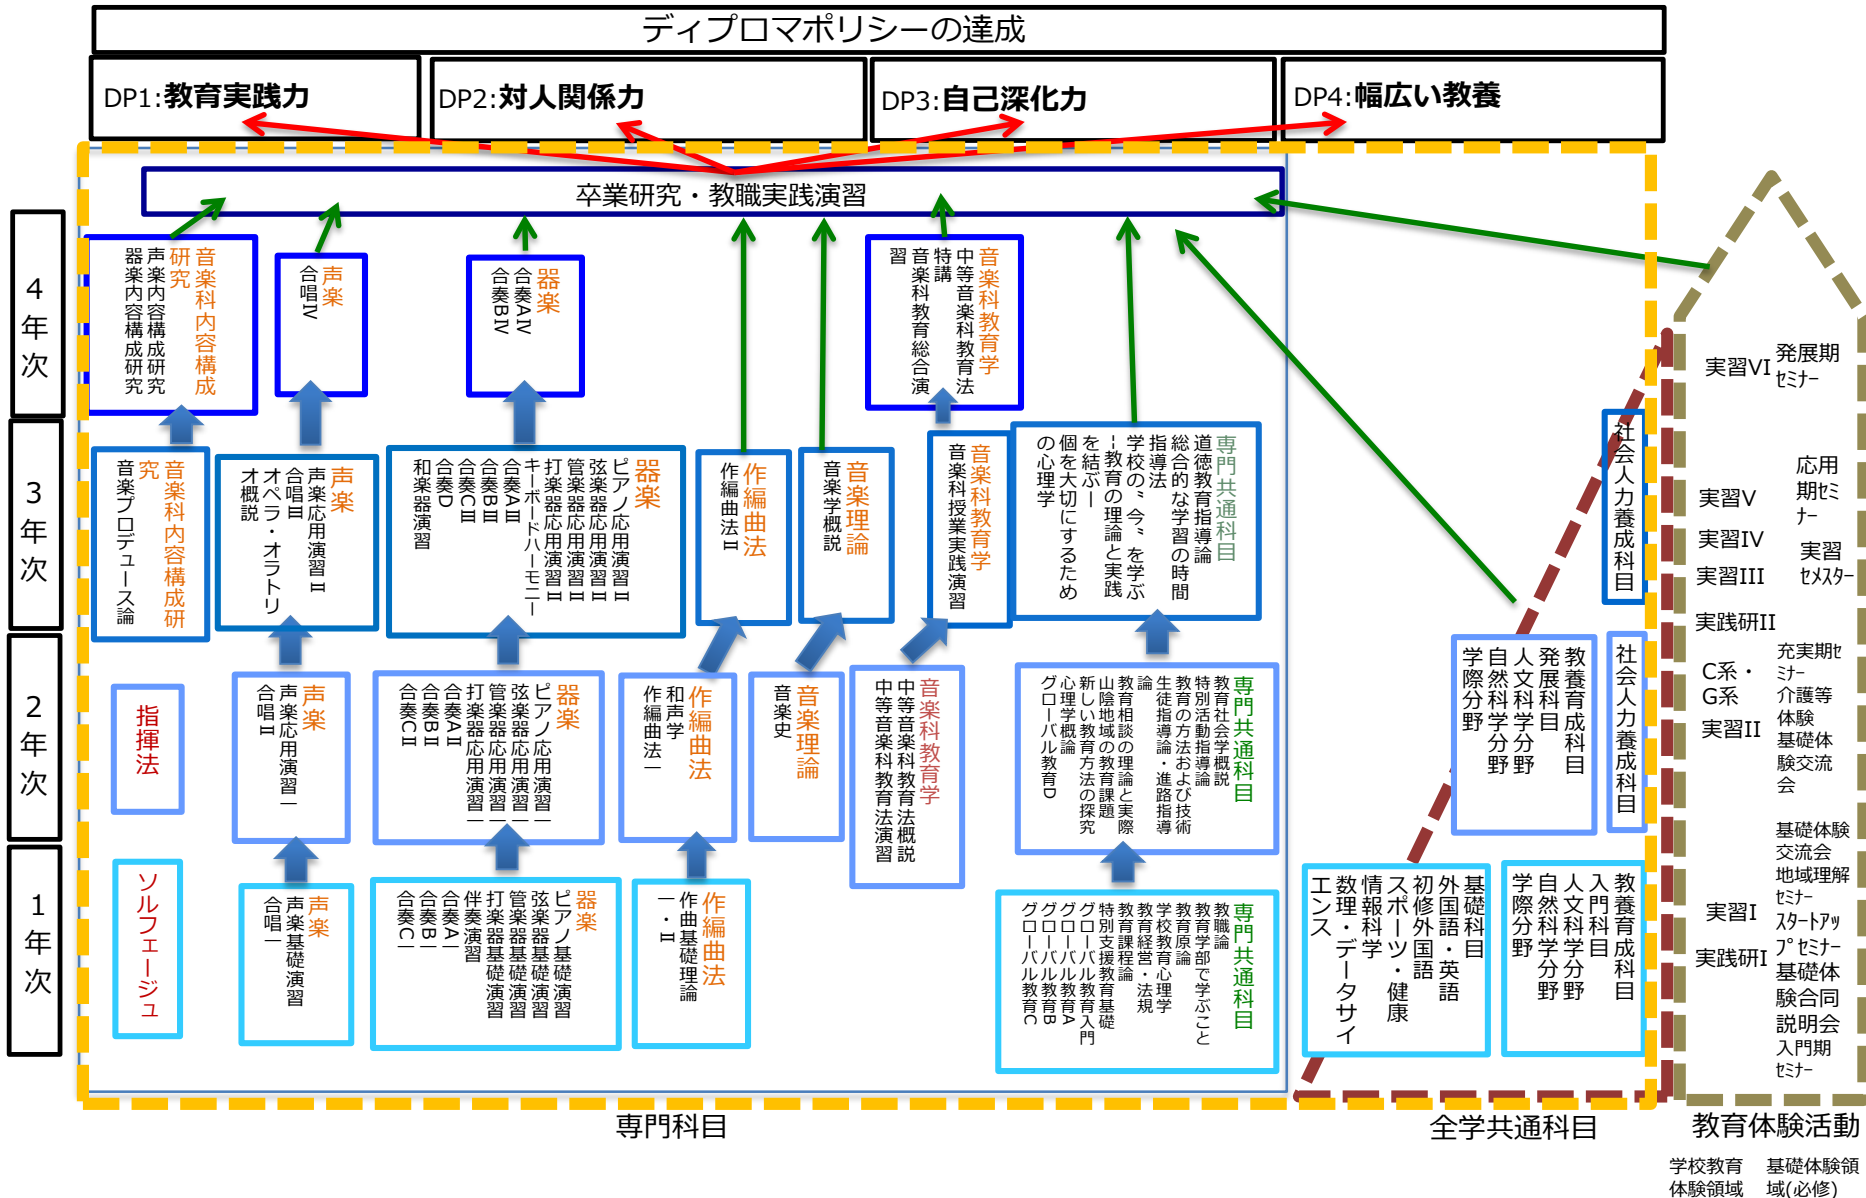 ディプロマポリシーの達成
DP1:教育実践力
DP2:対人関係力
DP3:自己深化力
DP4:幅広い教養
卒業研究・教職実践演習
4年次
音楽科内容構成
研究
声楽内容構成研究
器楽内容構成研究
声楽
合唱Ⅳ
器楽
合奏AⅣ
合奏BⅣ
音楽科教育学
中等音楽科教育法
特講
音楽科教育総合演
習
3年次
音楽科内容構成研
究
音楽プロデュース論
声楽
声楽応用演習Ⅱ
合唱Ⅲ
オペラ・オラトリ
オ概説
器楽
ピアノ応用演習Ⅱ
弦楽器応用演習Ⅱ
管楽器応用演習Ⅱ
打楽器応用演習Ⅱ
キーボードハーモニー
合奏AⅢ
合奏BⅢ
合奏CⅢ
合奏D
和楽器演習
作編曲法
作編曲法Ⅱ
音楽理論
音楽学概説
音楽科教育学
音楽科授業実践演習
専門共通科目
道徳教育指導論
総合的な学習の時間
指導法
学校の”今”を学ぶ
-教育の理論と実践
を結ぶー
個を大切にするため
の心理学
社会人力養成科目
2年次
指揮法
声楽
声楽応用演習Ⅰ
合唱Ⅱ
器楽
ピアノ応用演習Ⅰ
弦楽器応用演習Ⅰ
管楽器応用演習Ⅰ
打楽器応用演習Ⅰ
合奏AⅡ
合奏BⅡ
合奏CⅡ
作編曲法
和声学
作編曲法Ⅰ
音楽理論
音楽史
音楽科教育学
中等音楽科教育法概説
中等音楽科教育法演習
専門共通科目
教育社会学概説
特別活動指導論
教育の方法および技術
生徒指導論・進路指導
論
教育相談の理論と実際
山陰地域の教育課題
新しい教育方法の探究
心理学概論
グローバル教育D
教養育成科目
発展科目
人文科学分野
自然科学分野
学際分野
社会人力養成科目
1年次
ソルフェージュ
声楽
声楽基礎演習
合唱Ⅰ
器楽
ピアノ基礎演習
弦楽器基礎演習
管楽器基礎演習
打楽器基礎演習
伴奏演習
合奏AⅠ
合奏BⅠ
合奏CⅠ
作編曲法
作曲基礎理論
Ⅰ・Ⅱ
専門共通科目
教職論
教育学部で学ぶこと
教育原論
学校教育心理学
教育経営・法規
教育課程論
特別支援教育基礎
グローバル教育入門
グローバル教育A
グローバル教育B
グローバル教育C
基礎科目
外国語・英語
初修外国語
スポーツ・健康
情報科学
数理・データサイ
エンス
教養育成科目
入門科目
人文科学分野
自然科学分野
学際分野
実習VI
発展期
セミナー
実習V
実習IV
実習III
実践研II
応用
期セミ
ナー
実習
セメスター
C系・
G系
実習II
充実期セ
ミナー
介護等
体験
基礎体
験交流
会
実習I
実践研I
基礎体験
交流会
地域理解
セミナー
スタートアッ
プセミナー
基礎体
験合同
説明会
入門期
セミナー
専門科目
全学共通科目
教育体験活動
学校教育
体験領域
基礎体験領
域(必修)